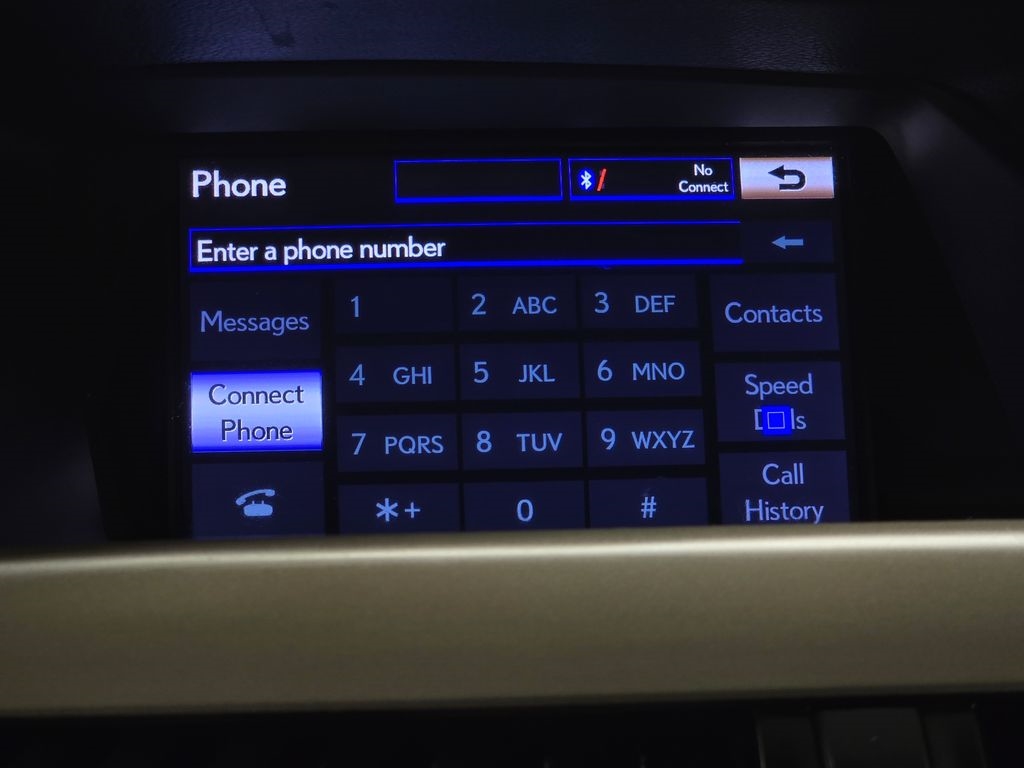 Phone
No
Connect
Enter a phone number
Messages
1
2 ABC
3 DEF
Contacts
Connect
Phone
4 GHI
5 JKL
6 MNO
Speed
7 PQRS
8 TUV
9 WXYZ
*+
0
#
Call
History